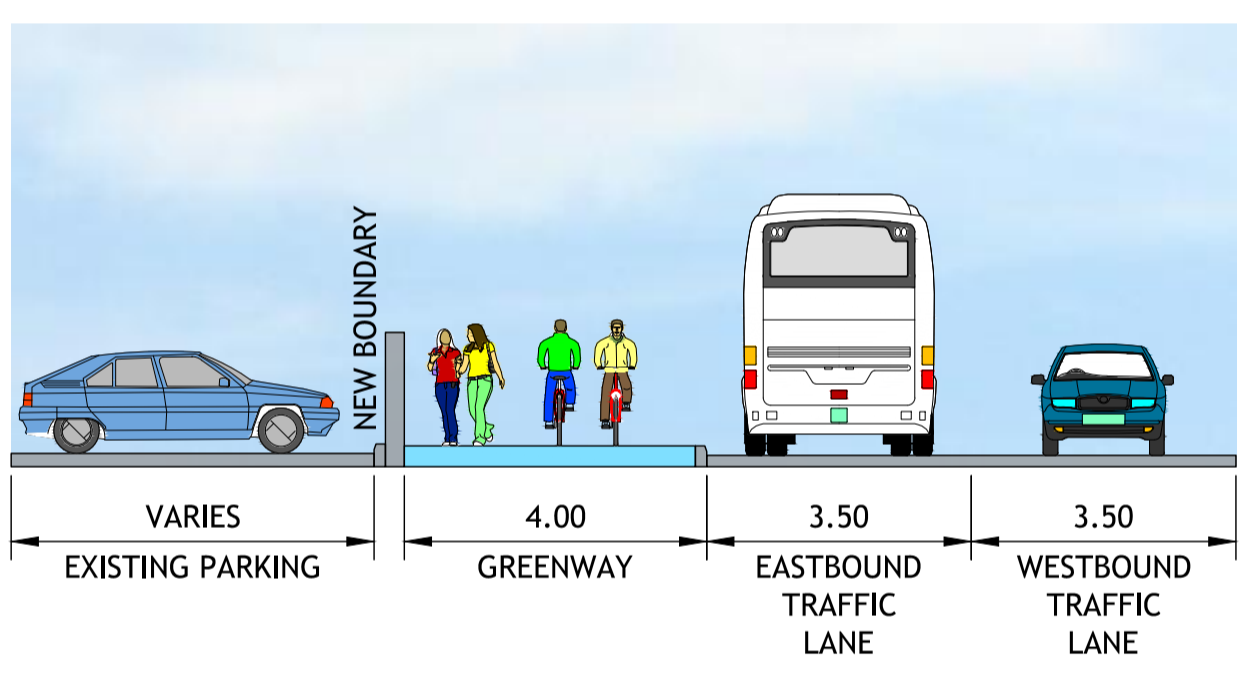 NEW BOUNDARY
VARIES
EXISTING PARKING
4.00
GREENWAY
3.50
EASTBOUND
TRAFFIC
LANE
3.50
WESTBOUND
TRAFFIC
LANE